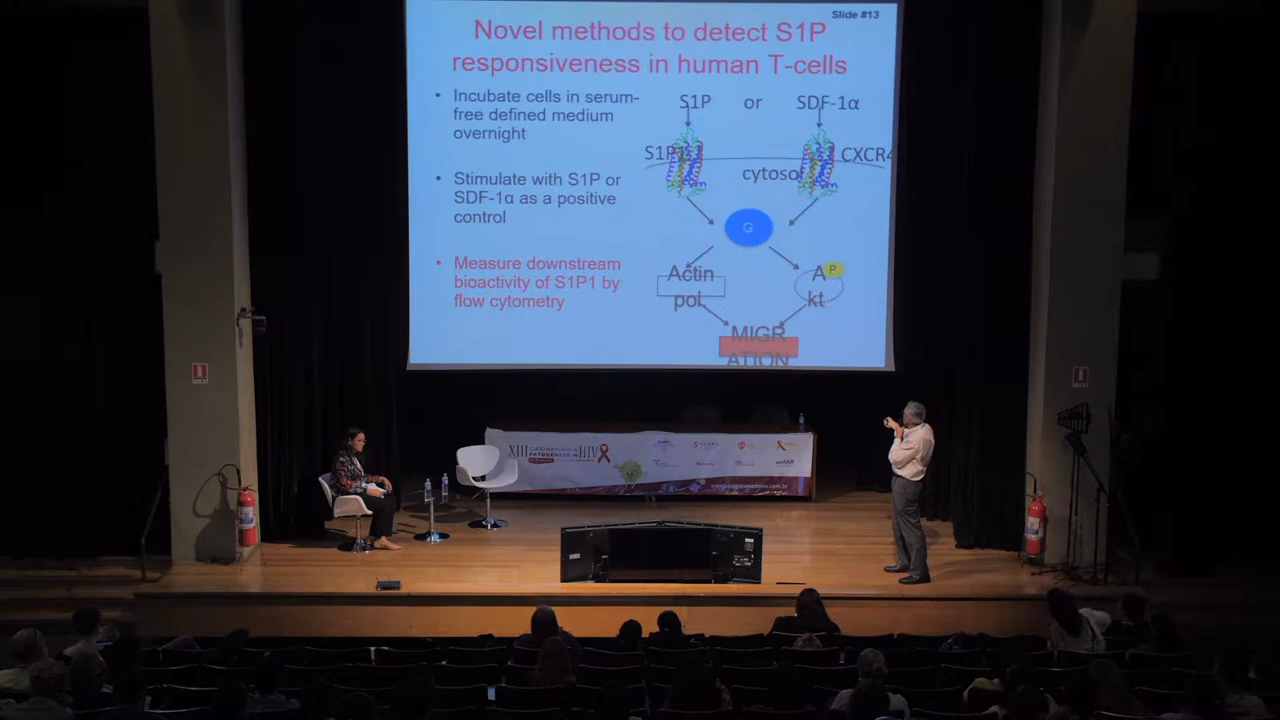 Slide #13
Novel methods to detect S1P
responsiveness in human T-cells
• Incubate cells in serum-
free defined medium
overnight
• Stimulate with S1P or
SDF-1α as a positive
control
• Measure downstream
bioactivity of S1P1 by
flow cytometry
S1P or SDF-1α
S1P1
CXCR4
cytosol
G
Actin
pol.
P
A
kt
MIGR
ATION
XIII
PATOGÊNESE
HIV